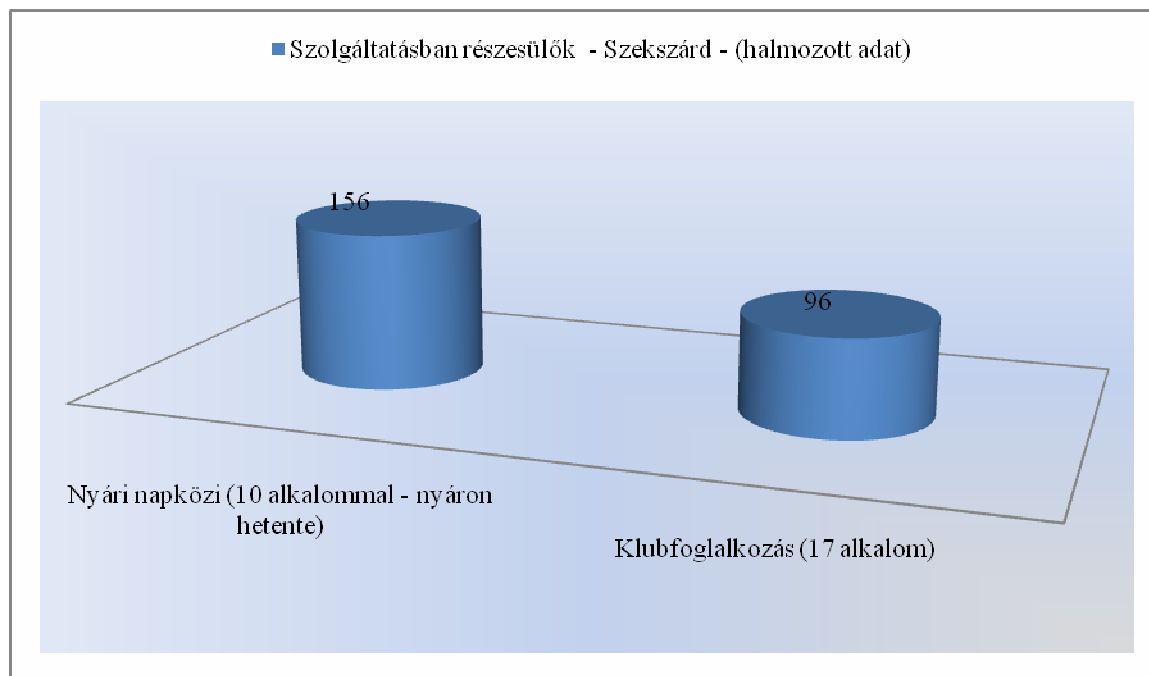 Szolgáltatásban részesülők - Szekszárd - (halmozott adat)
156
96
Nyári napközi (10 alkalommal - nyáron
hetente)
Klubfoglalkozás (17 alkalom)